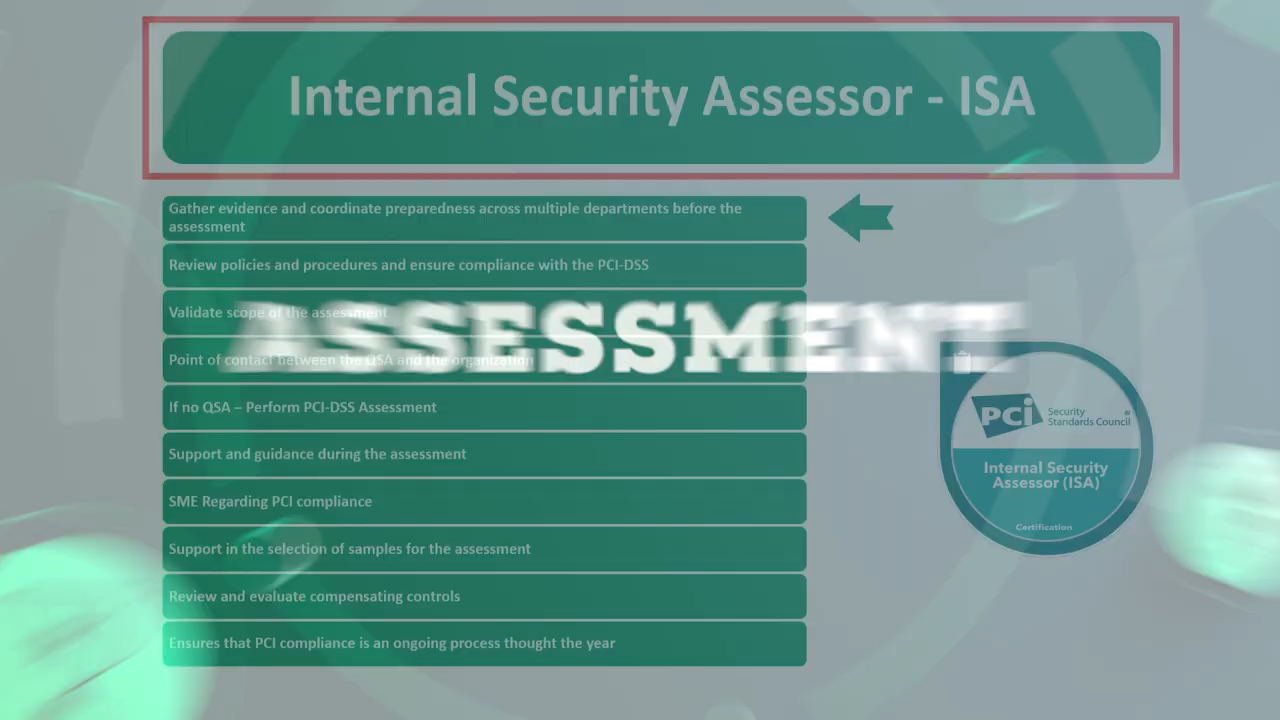 Internal Security Assessor - ISA
Gather evidence and coordinate preparedness across multiple departments before the
assessment
Review policies and procedures and ensure compliance with the PCI-DSS
Validate scope of the assessment
ASSESSMENT
Point of contact between the QSA and the organization
If no QSA – Perform PCI-DSS Assessment
Support and guidance during the assessment
SME Regarding PCI compliance
Support in the selection of samples for the assessment
Review and evaluate compensating controls
Ensures that PCI compliance is an ongoing process thought the year
PCI Security
Standards Council
Internal Security
Assessor (ISA)
Certification